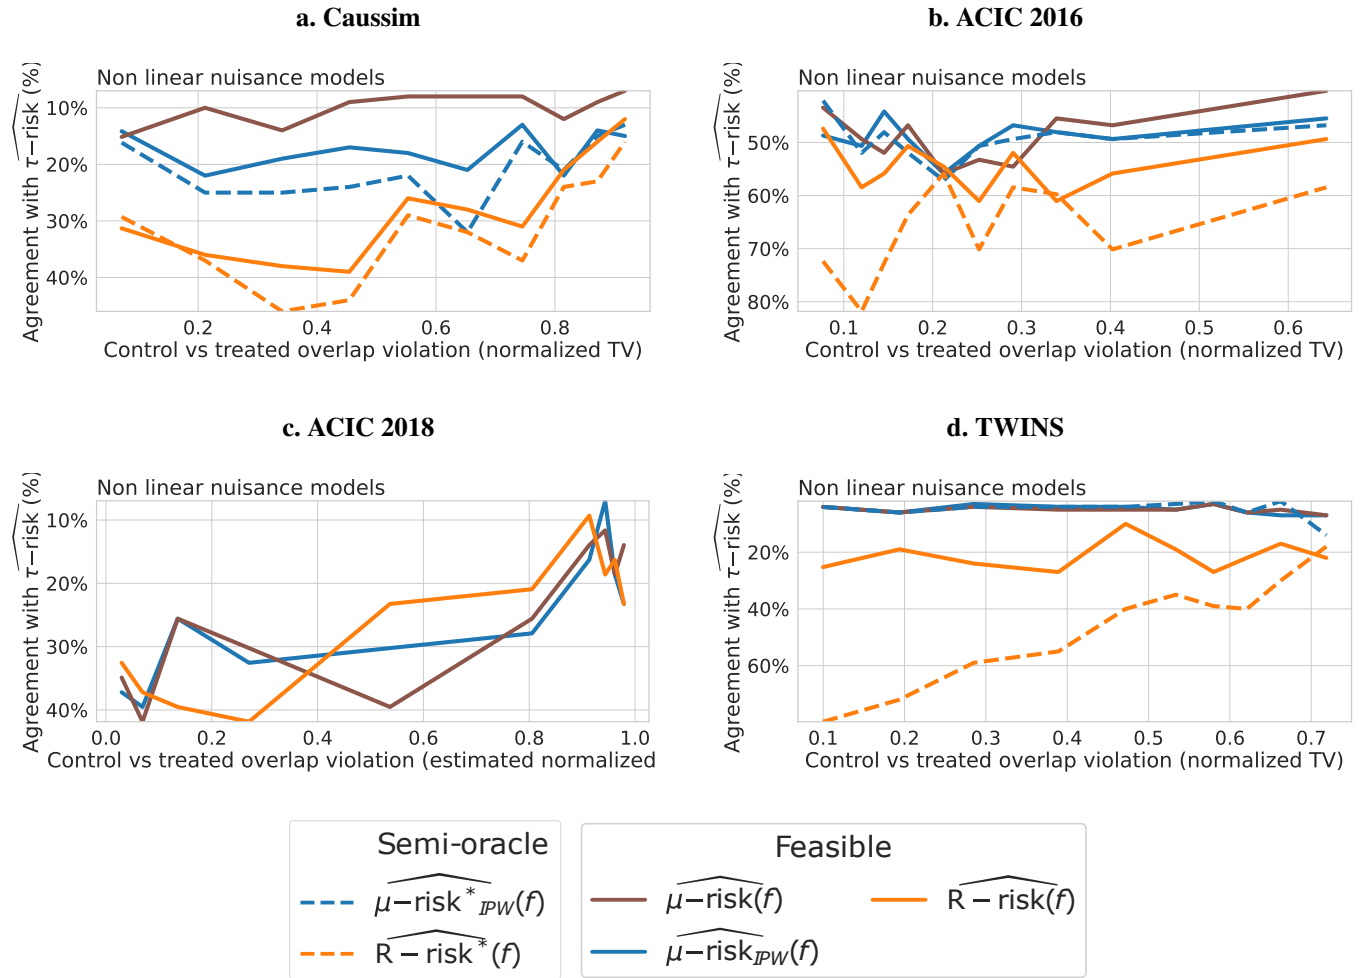 a. Caussim
Non linear nuisance models
Agreement with τ−risk (%)
10%
20%
30%
40%
0.2
0.4
0.6
0.8
Control vs treated overlap violation (normalized TV)
b. ACIC 2016
Non linear nuisance models
Agreement with τ−risk (%)
50%
60%
70%
80%
0.1
0.2
0.3
0.4
0.5
0.6
Control vs treated overlap violation (normalized TV)
c. ACIC 2018
Non linear nuisance models
Agreement with τ−risk (%)
10%
20%
30%
40%
0.0
0.2
0.4
0.6
0.8
1.0
Control vs treated overlap violation (estimated normalized
d. TWINS
Non linear nuisance models
Agreement with τ−risk (%)
20%
40%
60%
0.1
0.2
0.3
0.4
0.5
0.6
0.7
Control vs treated overlap violation (normalized TV)
Semi-oracle
μ−risk*IPW(f)
R−risk*(f)
Feasible
μ−risk(f)
μ−riskIPW(f)
R−risk(f)